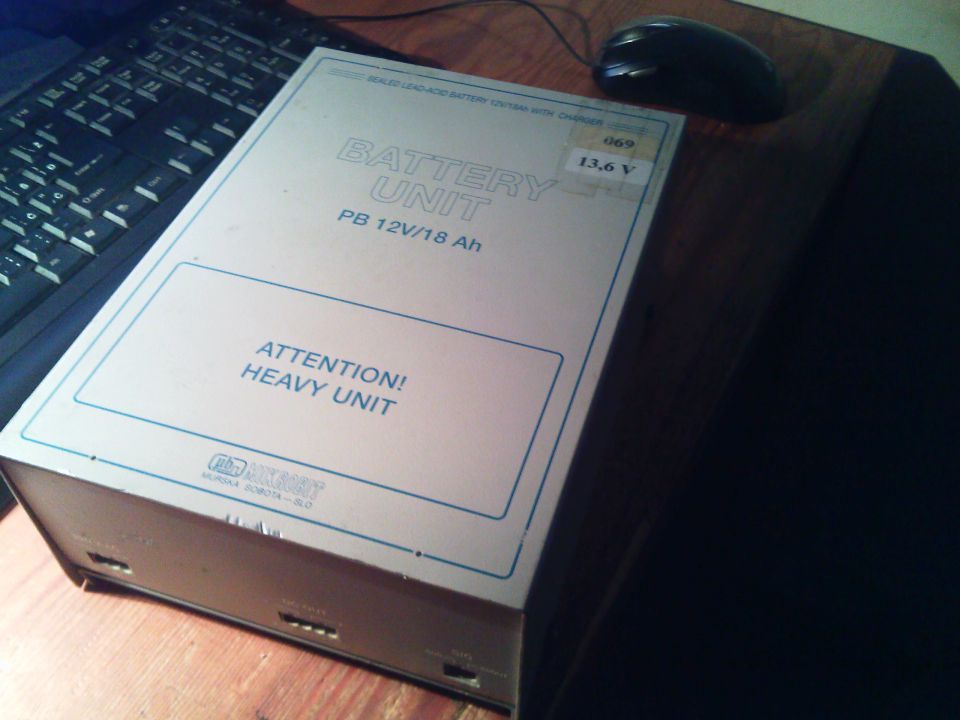 SEALED LEAD-ACID BATTERY 12V/18Ah WITH CHARGER
069
13,6 V
BATTERY
UNIT
PB 12V/18 Ah
ATTENTION!
HEAVY UNIT
MIKROBIT
MURSKA SOBOTA - SLO
DC OUT
SIG